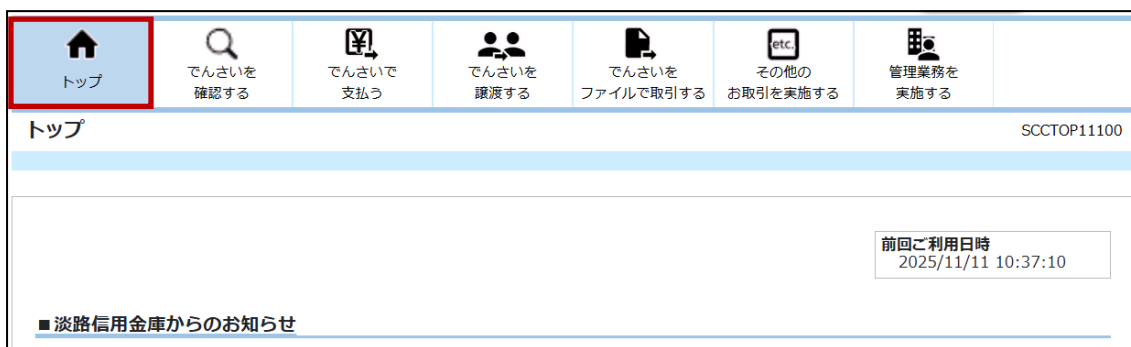 トップ
でんさいを
確認する
でんさいで
支払う
でんさいを
譲渡する
でんさいを
ファイルで取引する
etc.
その他の
お取引を実施する
管理業務を
実施する
トップ
SCCTOP11100
前回ご利用日時
2025/11/11 10:37:10
■淡路信用金庫からのお知らせ